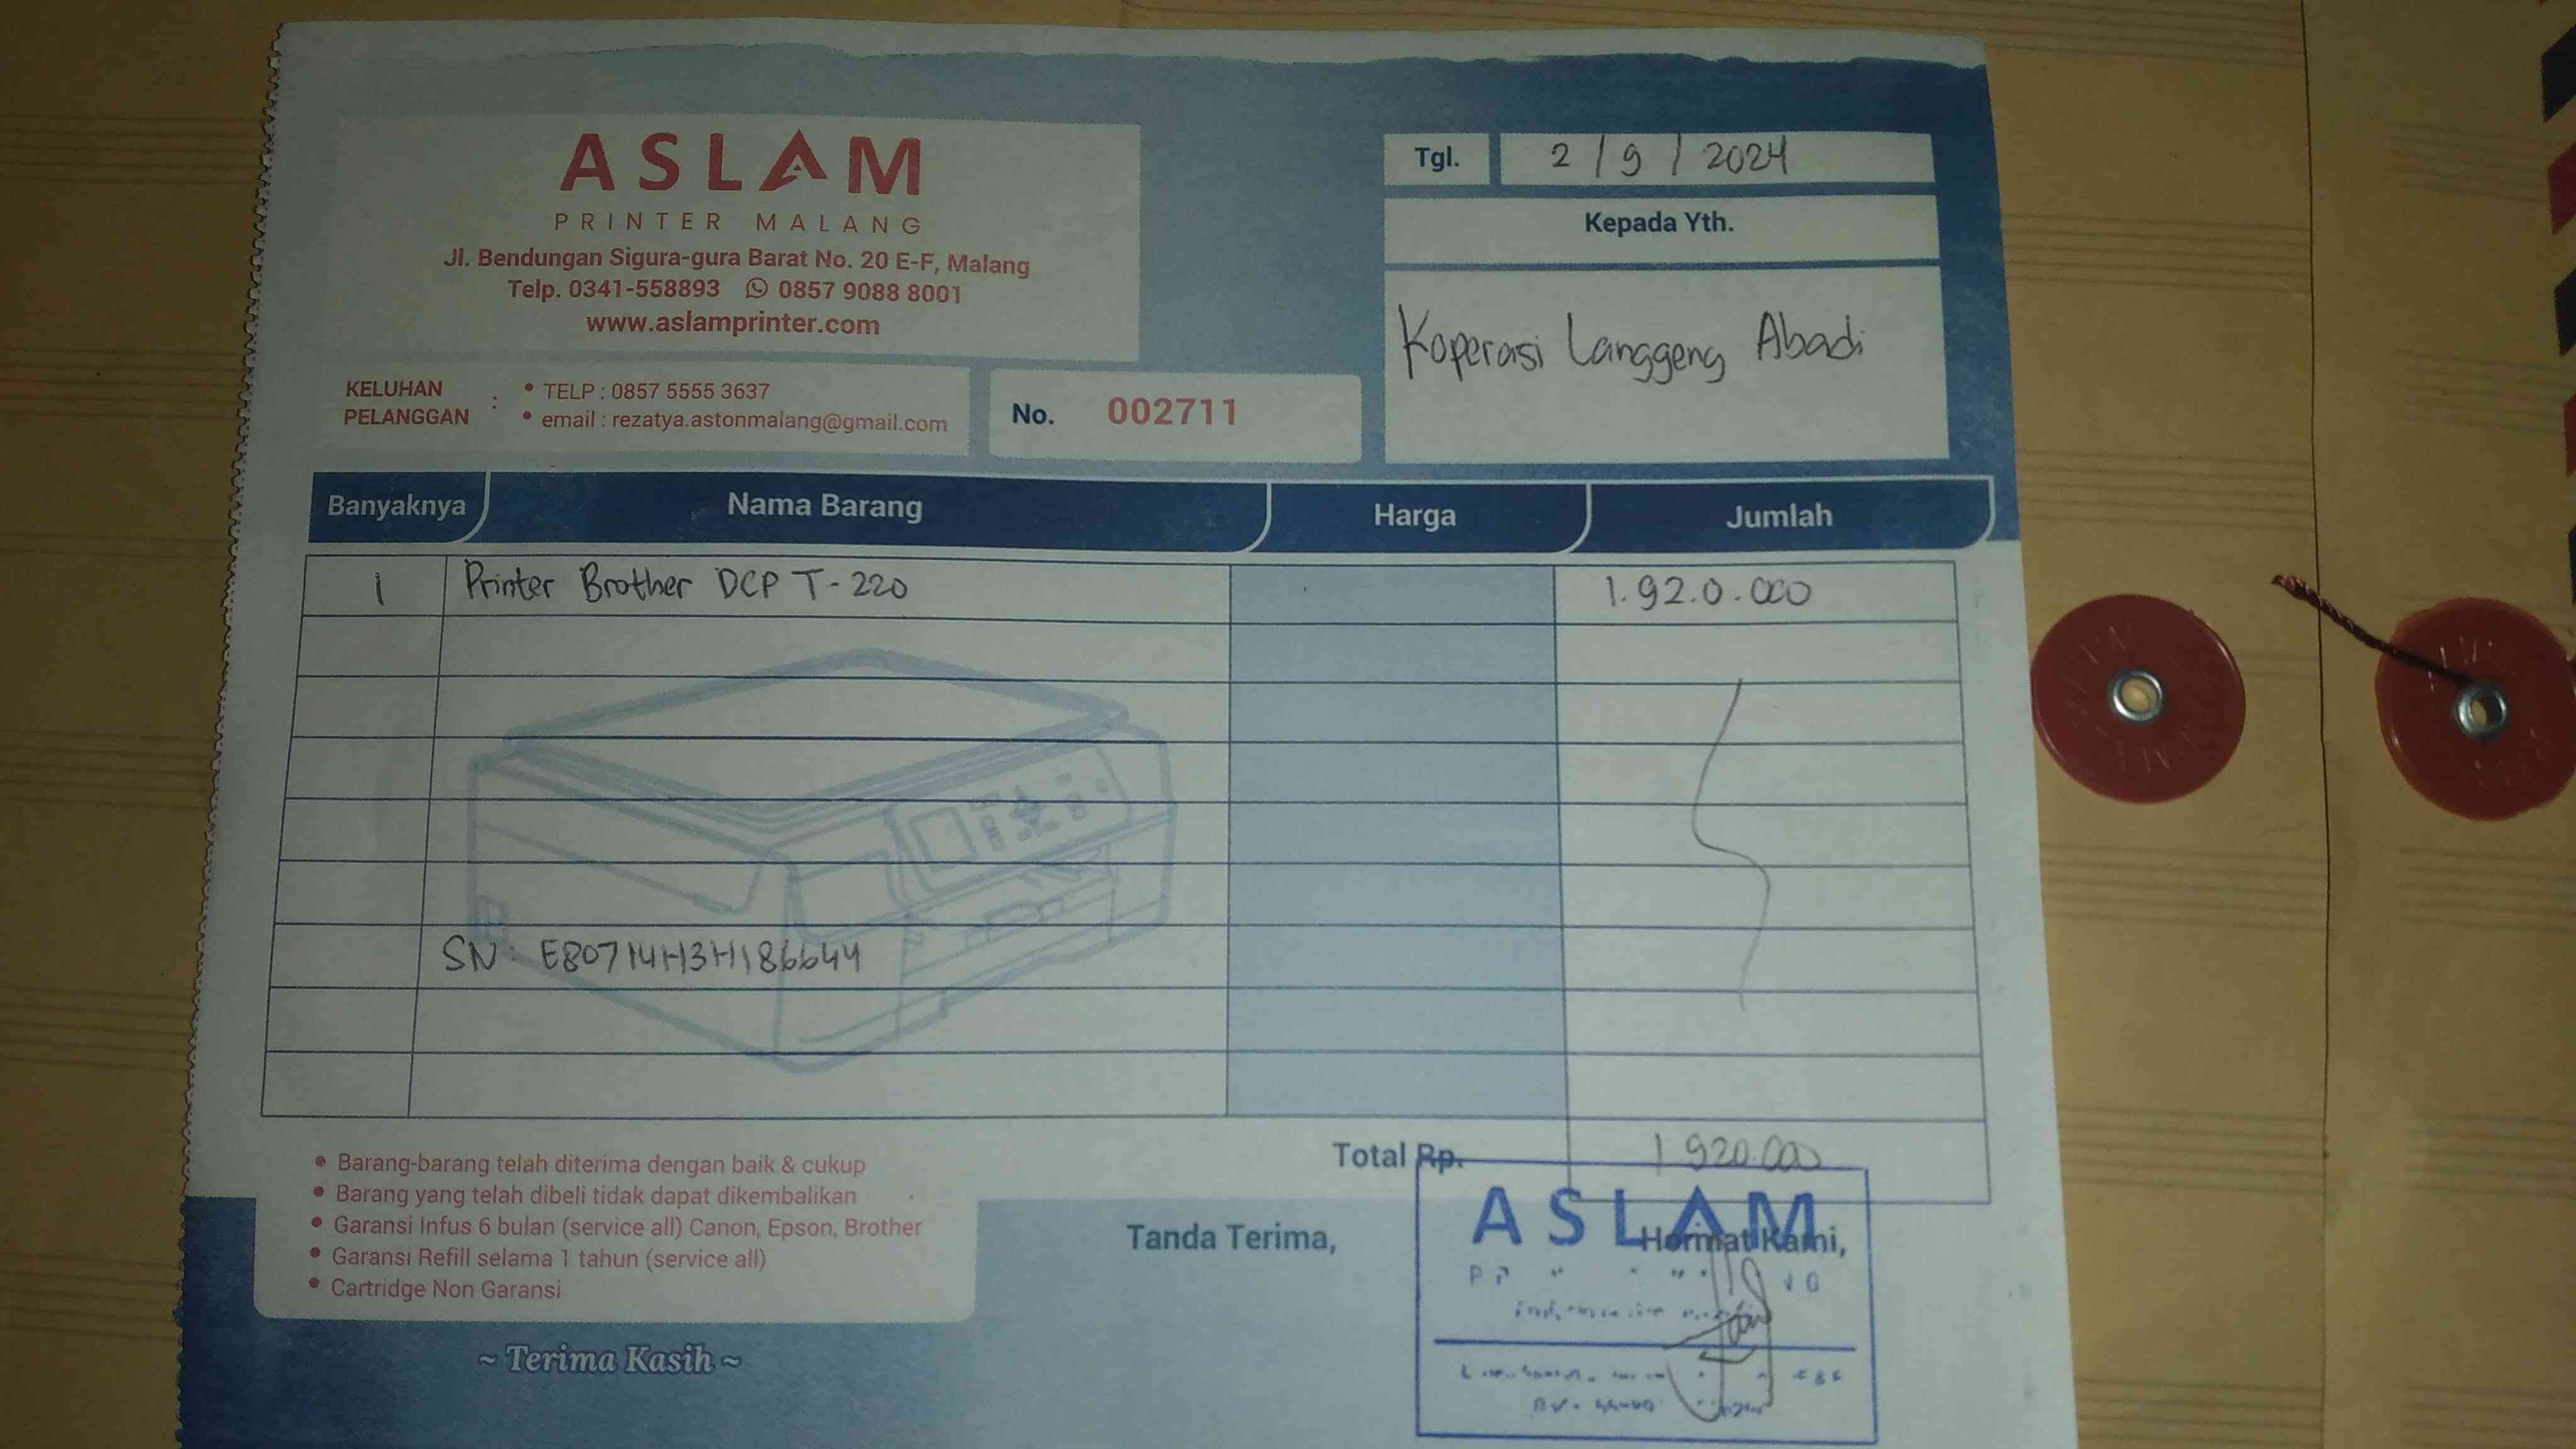 ASLAM
PRINTER MALANG
Jl. Bendungan Sigura-gura Barat No. 20 E-F, Malang
Telp. 0341-558893 0857 9088 8001
www.aslamprinter.com
Tgl. 2 / 9 / 2024
Kepada Yth.
Koperasi Langgeng Abadi
KELUHAN PELANGGAN :
• TELP : 0857 5555 3637
• email : rezatya.astonmalang@gmail.com
No. 002711
Banyaknya Nama Barang Harga Jumlah
1 Printer Brother DCP T-220 1.920.000
SN : E80714H3H186644
Total Rp. 1 920.000
• Barang-barang telah diterima dengan baik & cukup
• Barang yang telah dibeli tidak dapat dikembalikan
• Garansi Infus 6 bulan (service all) Canon, Epson, Brother
• Garansi Refill selama 1 tahun (service all)
• Cartridge Non Garansi
Tanda Terima,
Hormat Kami,
ASLAM
~ Terima Kasih ~